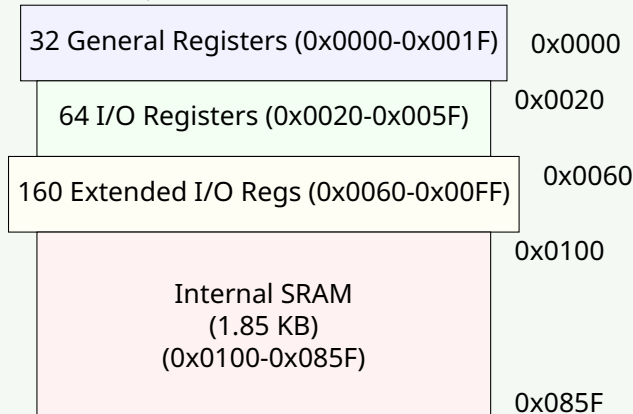 32 General Registers (0x0000-0x001F)
0x0000
64 I/O Registers (0x0020-0x005F)
0x0020
160 Extended I/O Regs (0x0060-0x00FF)
0x0060
0x0100
Internal SRAM
(1.85 KB)
(0x0100-0x085F)
0x085F